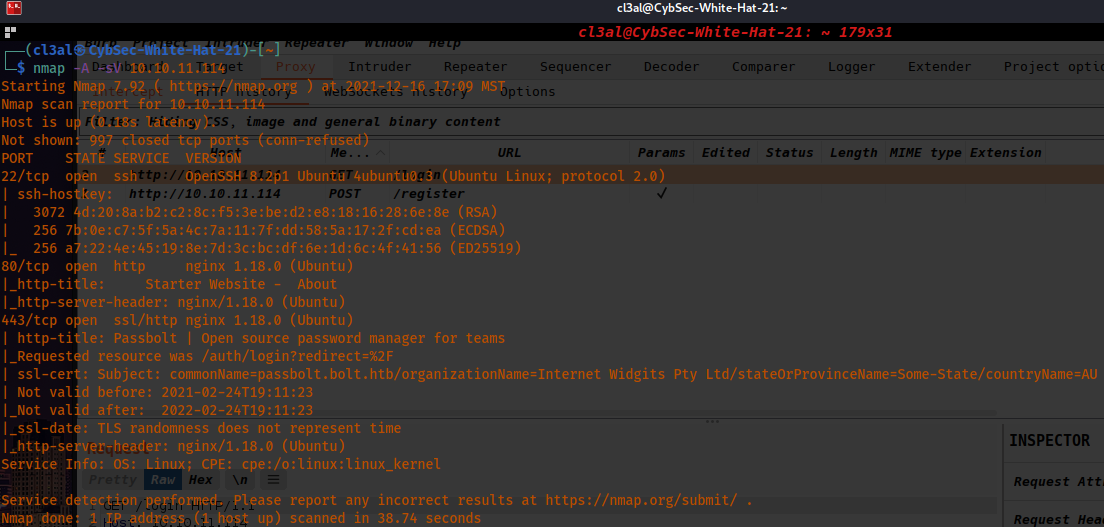 cl3al@CybSec-White-Hat-21:~
cl3al@CybSec-White-Hat-21: ~ 179x31
Repeater Window Help
(cl3al㉿CybSec-White-Hat-21)-[~]
$ nmap -A -sV 10.10.11.114
Dashboard Target Proxy Intruder Repeater Sequencer Decoder Comparer Logger Extender Project optio
Starting Nmap 7.92 ( https://nmap.org ) at 2021-12-16 17:09 MST
Intercept HTTP history WebSockets history Options
Nmap scan report for 10.10.11.114
Host is up (0.18s latency).
CSS, image and general binary content
Not shown: 997 closed tcp ports (conn-refused)
PORT STATE SERVICE VERSION
# Host Me... URL Params Edited Status Length MIME type Extension
22/tcp open ssh OpenSSH 8.2p1 Ubuntu 4ubuntu0.3 (Ubuntu Linux; protocol 2.0)
| ssh-hostkey:
http://10.10.11.114 POST /register ✓
| 3072 4d:20:8a:b2:c2:8c:f5:3e:be:d2:e8:18:16:28:6e:8e (RSA)
| 256 7b:0e:c7:5f:5a:4c:7a:11:7f:dd:58:5a:17:2f:cd:ea (ECDSA)
|_ 256 a7:22:4e:45:19:8e:7d:3c:bc:df:6e:1d:6c:4f:41:56 (ED25519)
80/tcp open http nginx 1.18.0 (Ubuntu)
|_http-title: Starter Website - About
|_http-server-header: nginx/1.18.0 (Ubuntu)
443/tcp open ssl/http nginx 1.18.0 (Ubuntu)
| http-title: Passbolt | Open source password manager for teams
|_Requested resource was /auth/login?redirect=%2F
| ssl-cert: Subject: commonName=passbolt.bolt.htb/organizationName=Internet Widgits Pty Ltd/stateOrProvinceName=Some-State/countryName=AU
| Not valid before: 2021-02-24T19:11:23
|_Not valid after: 2022-02-24T19:11:23
|_ssl-date: TLS randomness does not represent time
|_http-server-header: nginx/1.18.0 (Ubuntu)
INSPECTOR
Service Info: OS: Linux; CPE: cpe:/o:linux:linux_kernel
Pretty Raw Hex \n
Request Att
Service detection performed. Please report any incorrect results at https://nmap.org/submit/ .
GET /login HTTP/1.1
Nmap done: 1 IP address (1 host up) scanned in 38.74 seconds
Request Head